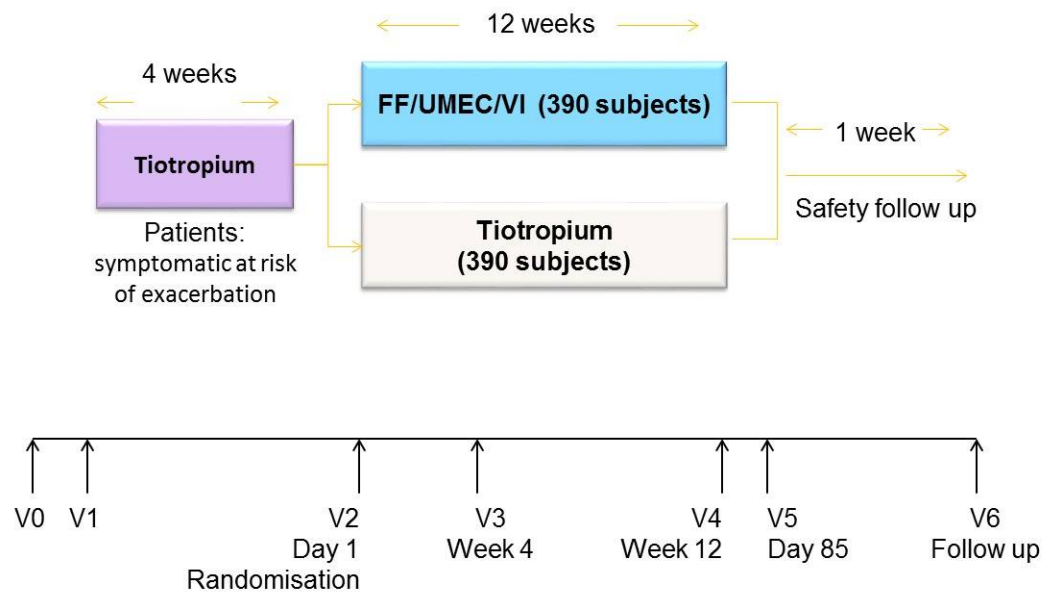 12 weeks
4 weeks
FF/UMEC/VI (390 subjects)
1 week
Tiotropium
Safety follow up
Patients:
symptomatic at risk
of exacerbation
Tiotropium
(390 subjects)
V0
V1
V2
Day 1
Randomisation
V3
Week 4
V4
Week 12
V5
Day 85
V6
Follow up